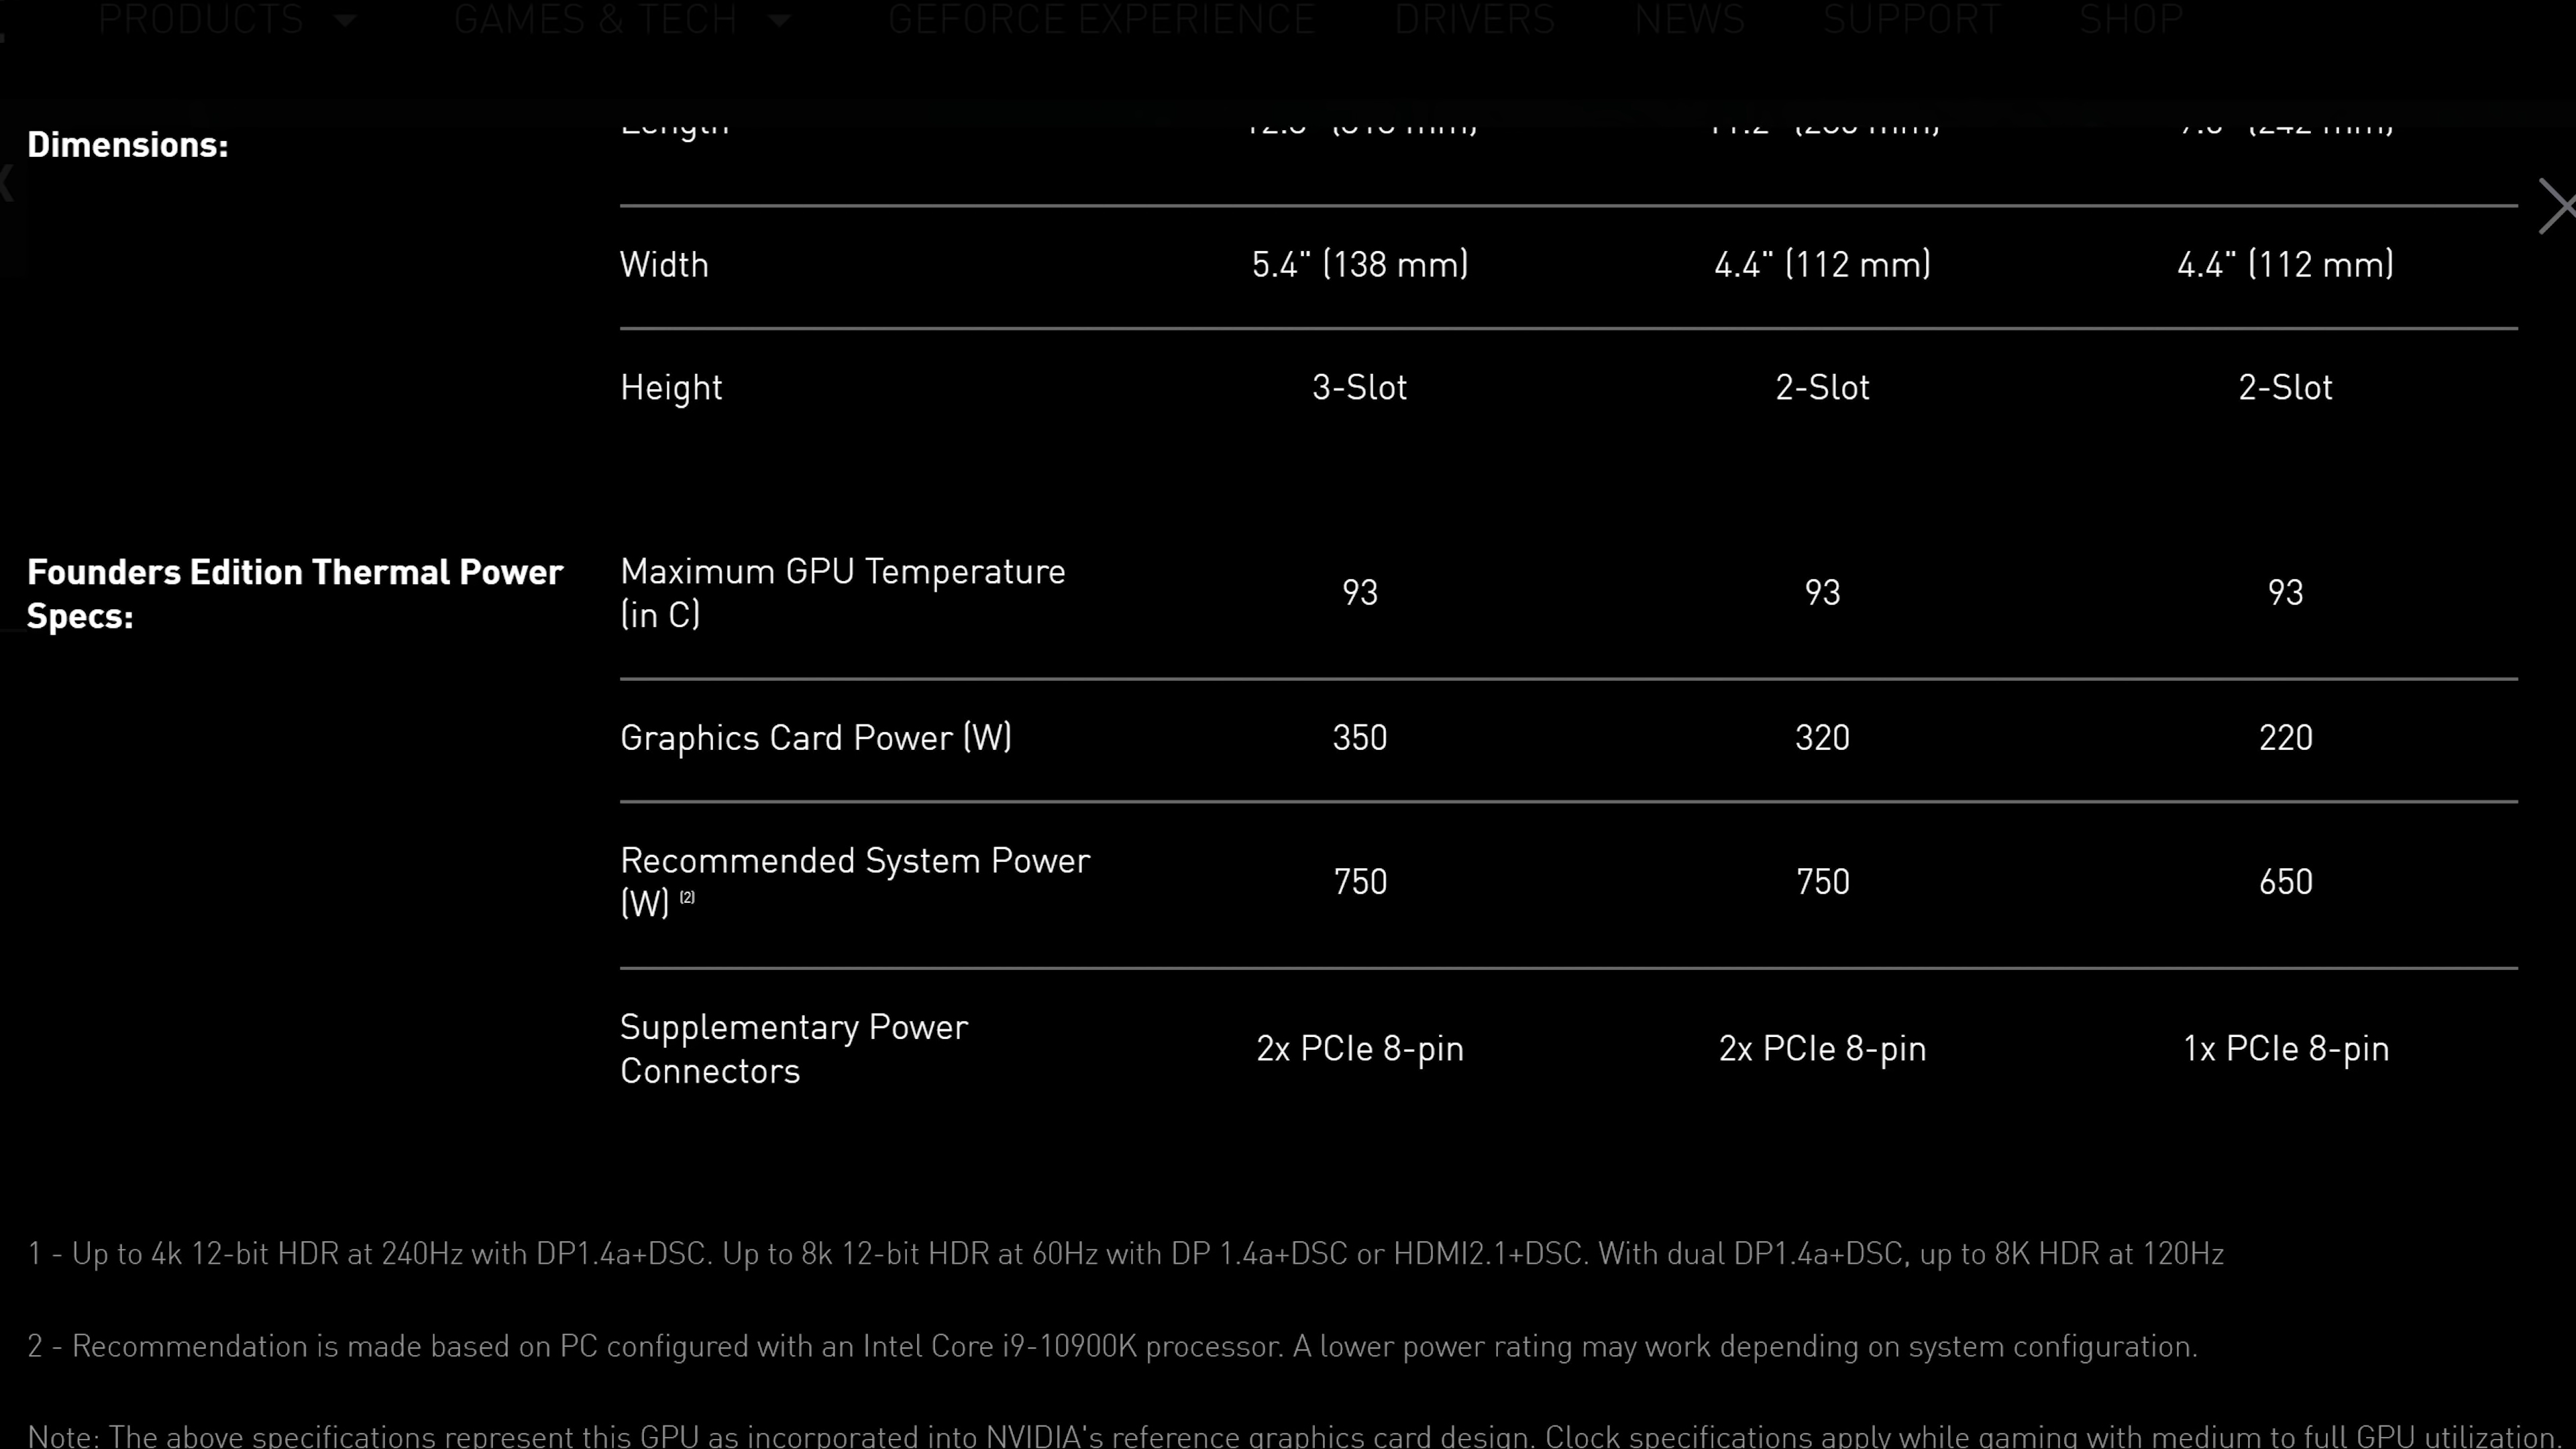 PRODUCTS GAMES & TECH GEFORCE EXPERIENCE DRIVERS NEWS SUPPORT SHOP
Dimensions: Length
Width 5.4" (138 mm) 4.4" (112 mm) 4.4" (112 mm)
Height 3-Slot 2-Slot 2-Slot
Founders Edition Thermal Power
Specs:
Maximum GPU Temperature
(in C)
93 93 93
Graphics Card Power (W) 350 320 220
Recommended System Power
(W) (2)
750 750 650
Supplementary Power
Connectors
2x PCIe 8-pin 2x PCIe 8-pin 1x PCIe 8-pin
1 - Up to 4k 12-bit HDR at 240Hz with DP1.4a+DSC. Up to 8k 12-bit HDR at 60Hz with DP 1.4a+DSC or HDMI2.1+DSC. With dual DP1.4a+DSC, up to 8K HDR at 120Hz
2 - Recommendation is made based on PC configured with an Intel Core i9-10900K processor. A lower power rating may work depending on system configuration.
Note: The above specifications represent this GPU as incorporated into NVIDIA's reference graphics card design. Clock specifications apply while gaming with medium to full GPU utilization